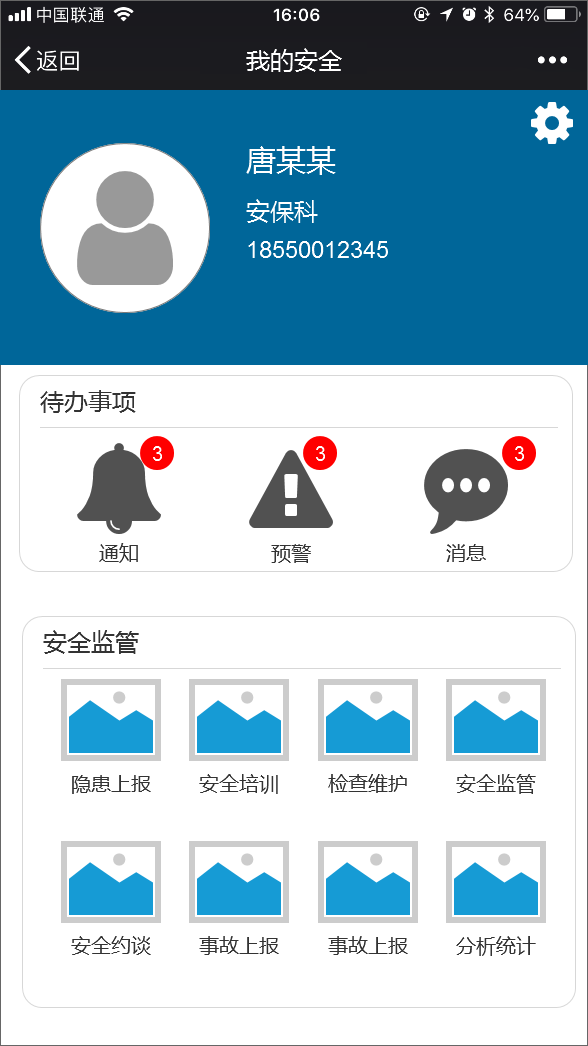 中国联通 16:06 64%
返回 我的安全
唐某某
安保科
18550012345
待办事项
3 3 3
通知 预警 消息
安全监管
隐患上报 安全培训 检查维护 安全监管
安全约谈 事故上报 事故上报 分析统计